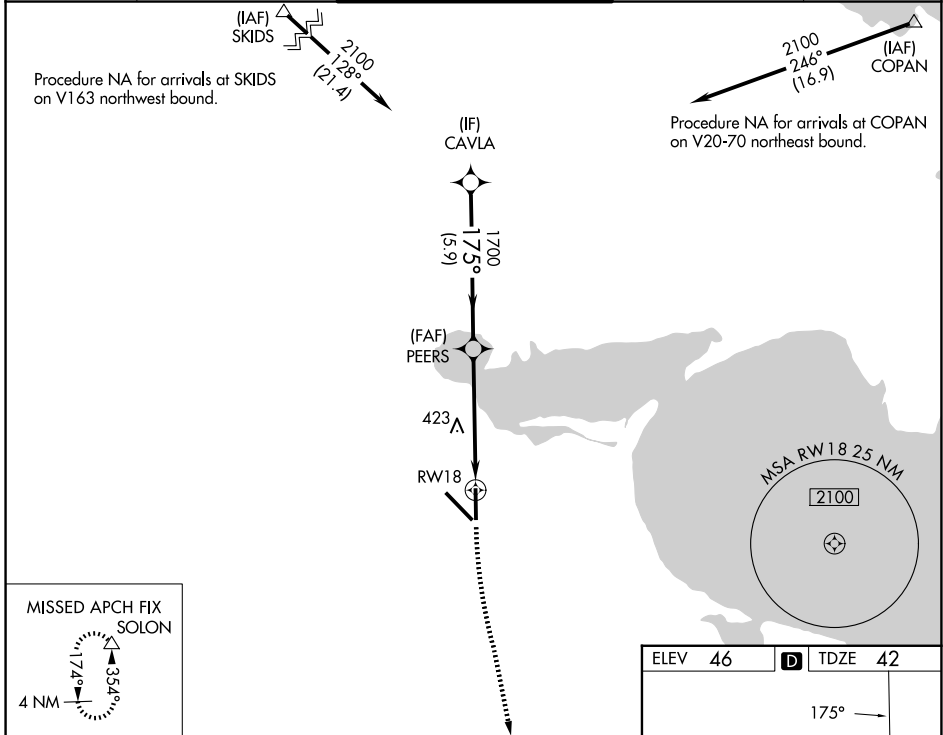 (IAF)
SKIDS
2100
128°
(21.4)
Procedure NA for arrivals at SKIDS
on V163 northwest bound.
2100
246°
(16.9)
(IAF)
COPAN
Procedure NA for arrivals at COPAN
on V20-70 northeast bound.
(IF)
CAVLA
1700
175°
(5.9)
(FAF)
PEERS
423
RW18
MSA RW18 25 NM
2100
MISSED APCH FIX
SOLON
174°
354°
4 NM
ELEV 46 D TDZE 42
175°